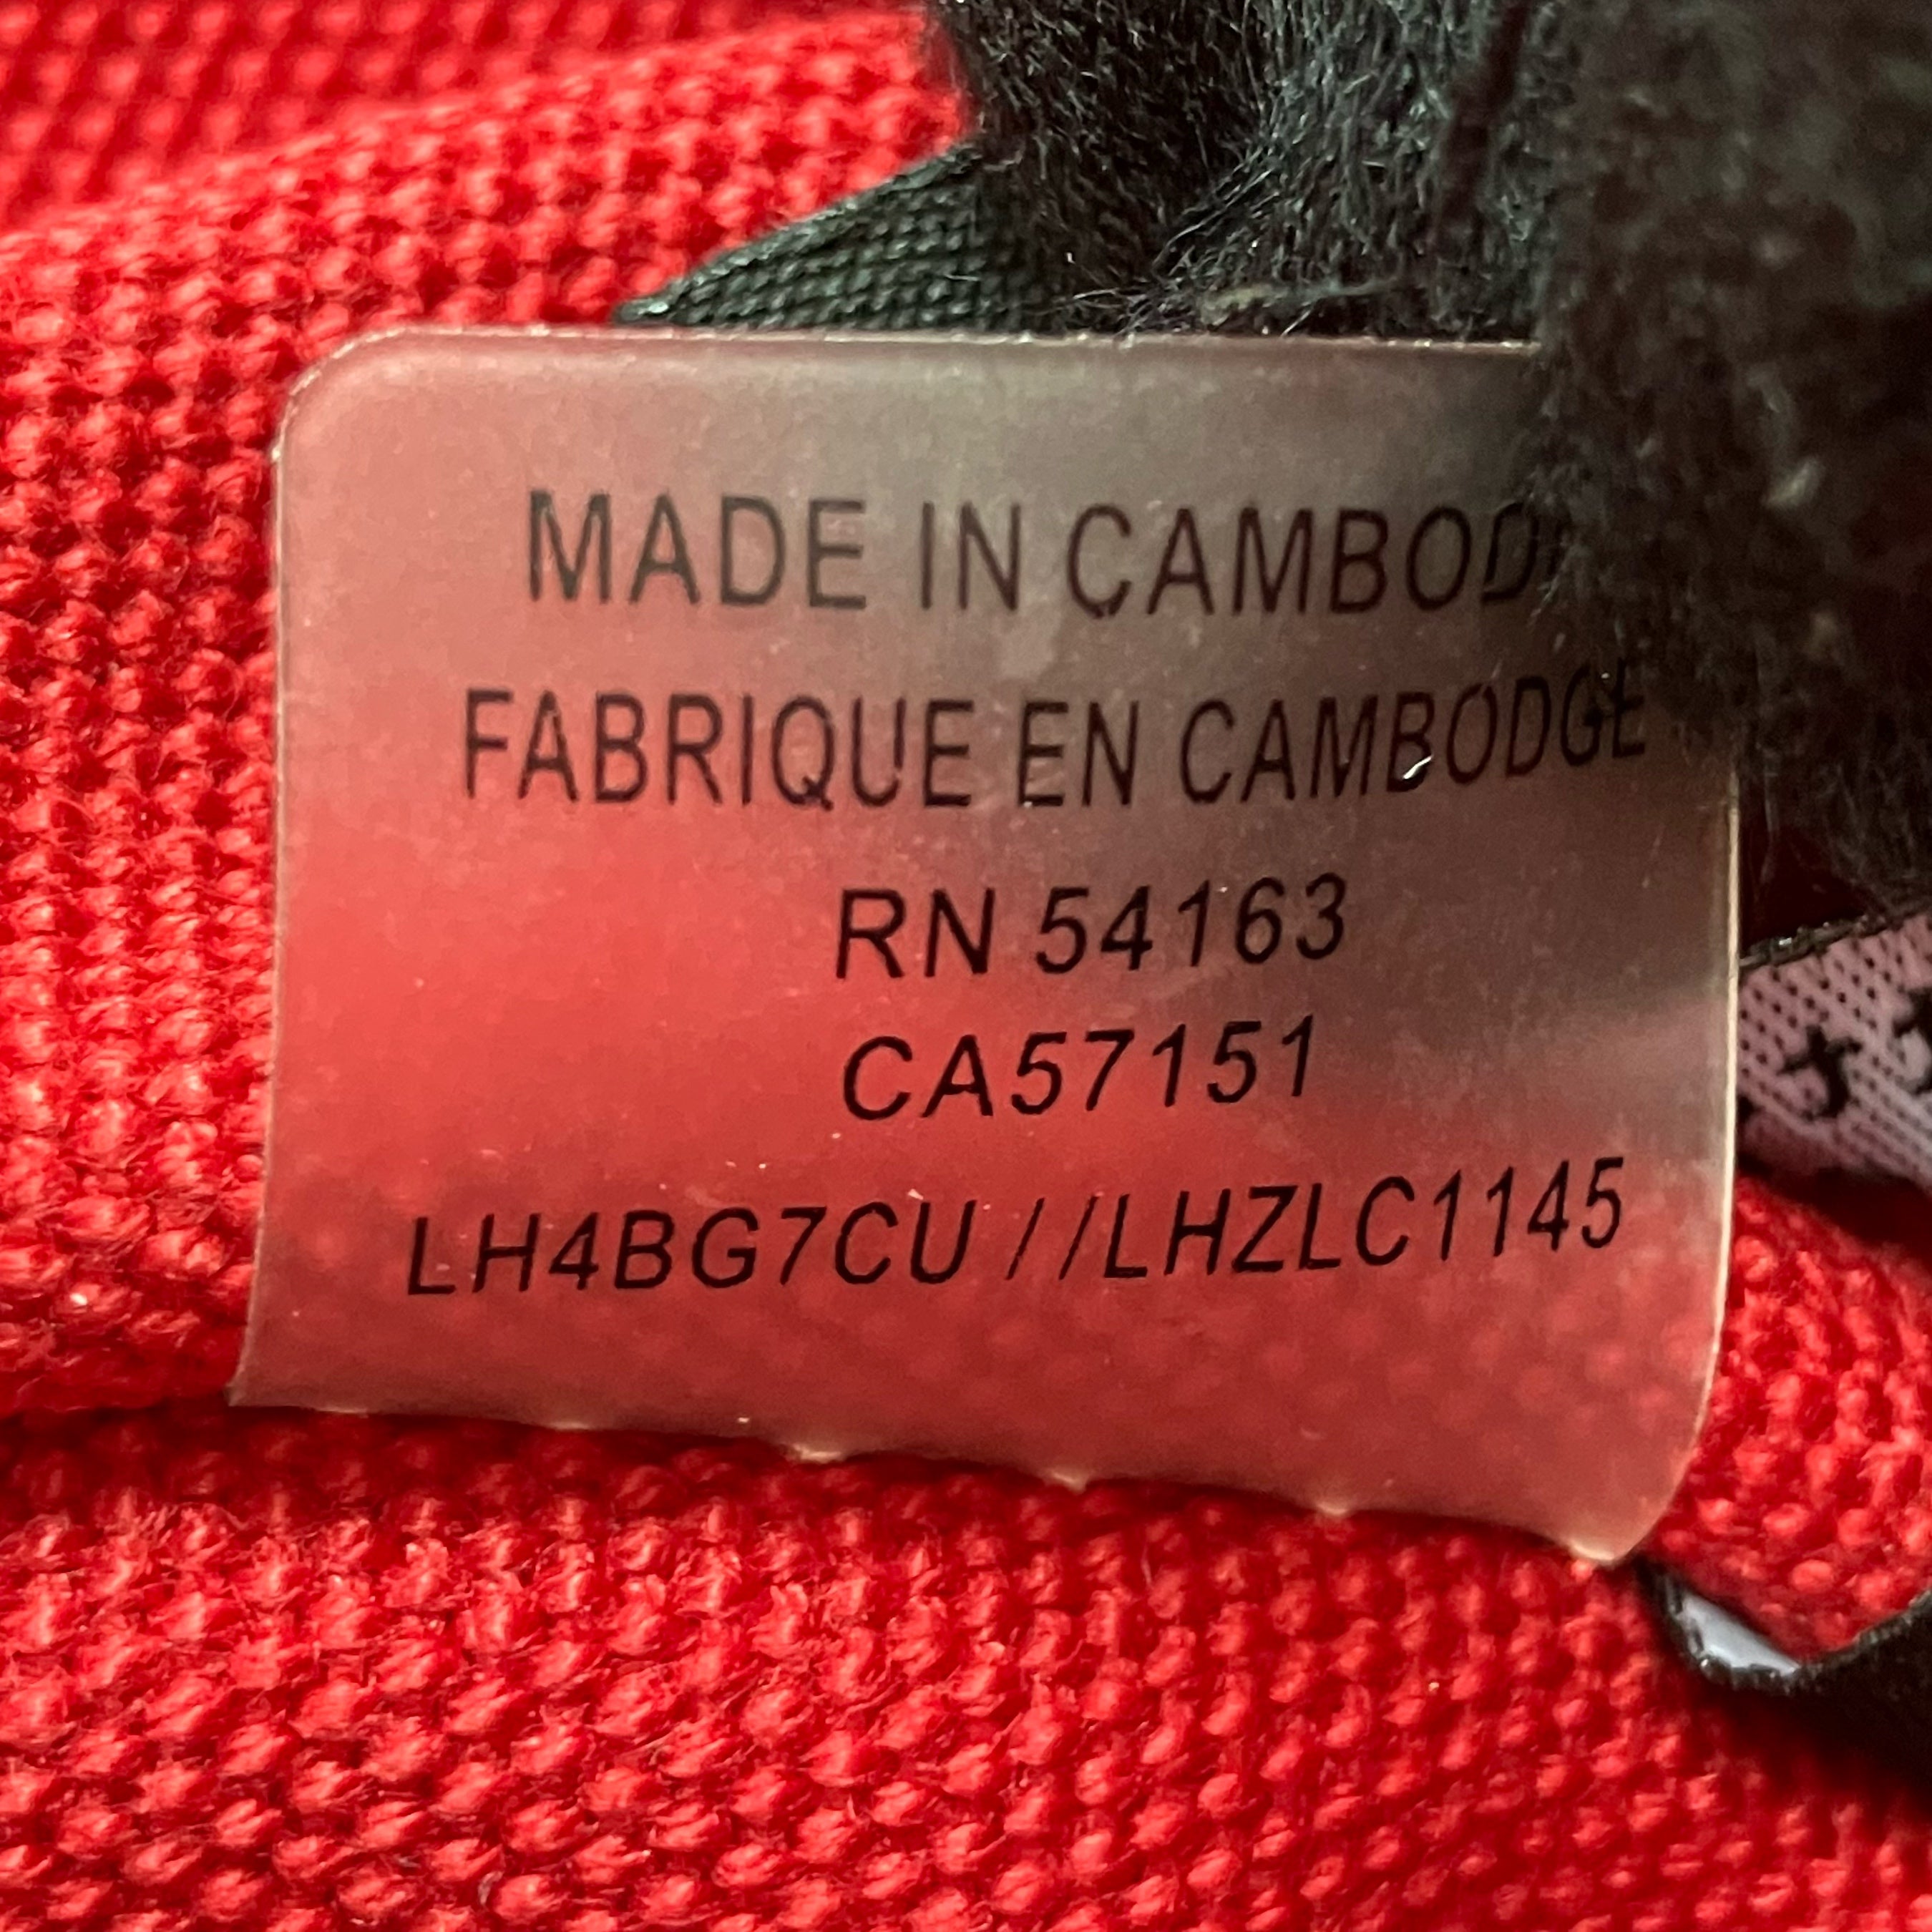 MADE IN CAMBOD
FABRIQUE EN CAMBODGE
RN 54163
CA57151
LH4BG7CU //LHZLC1145